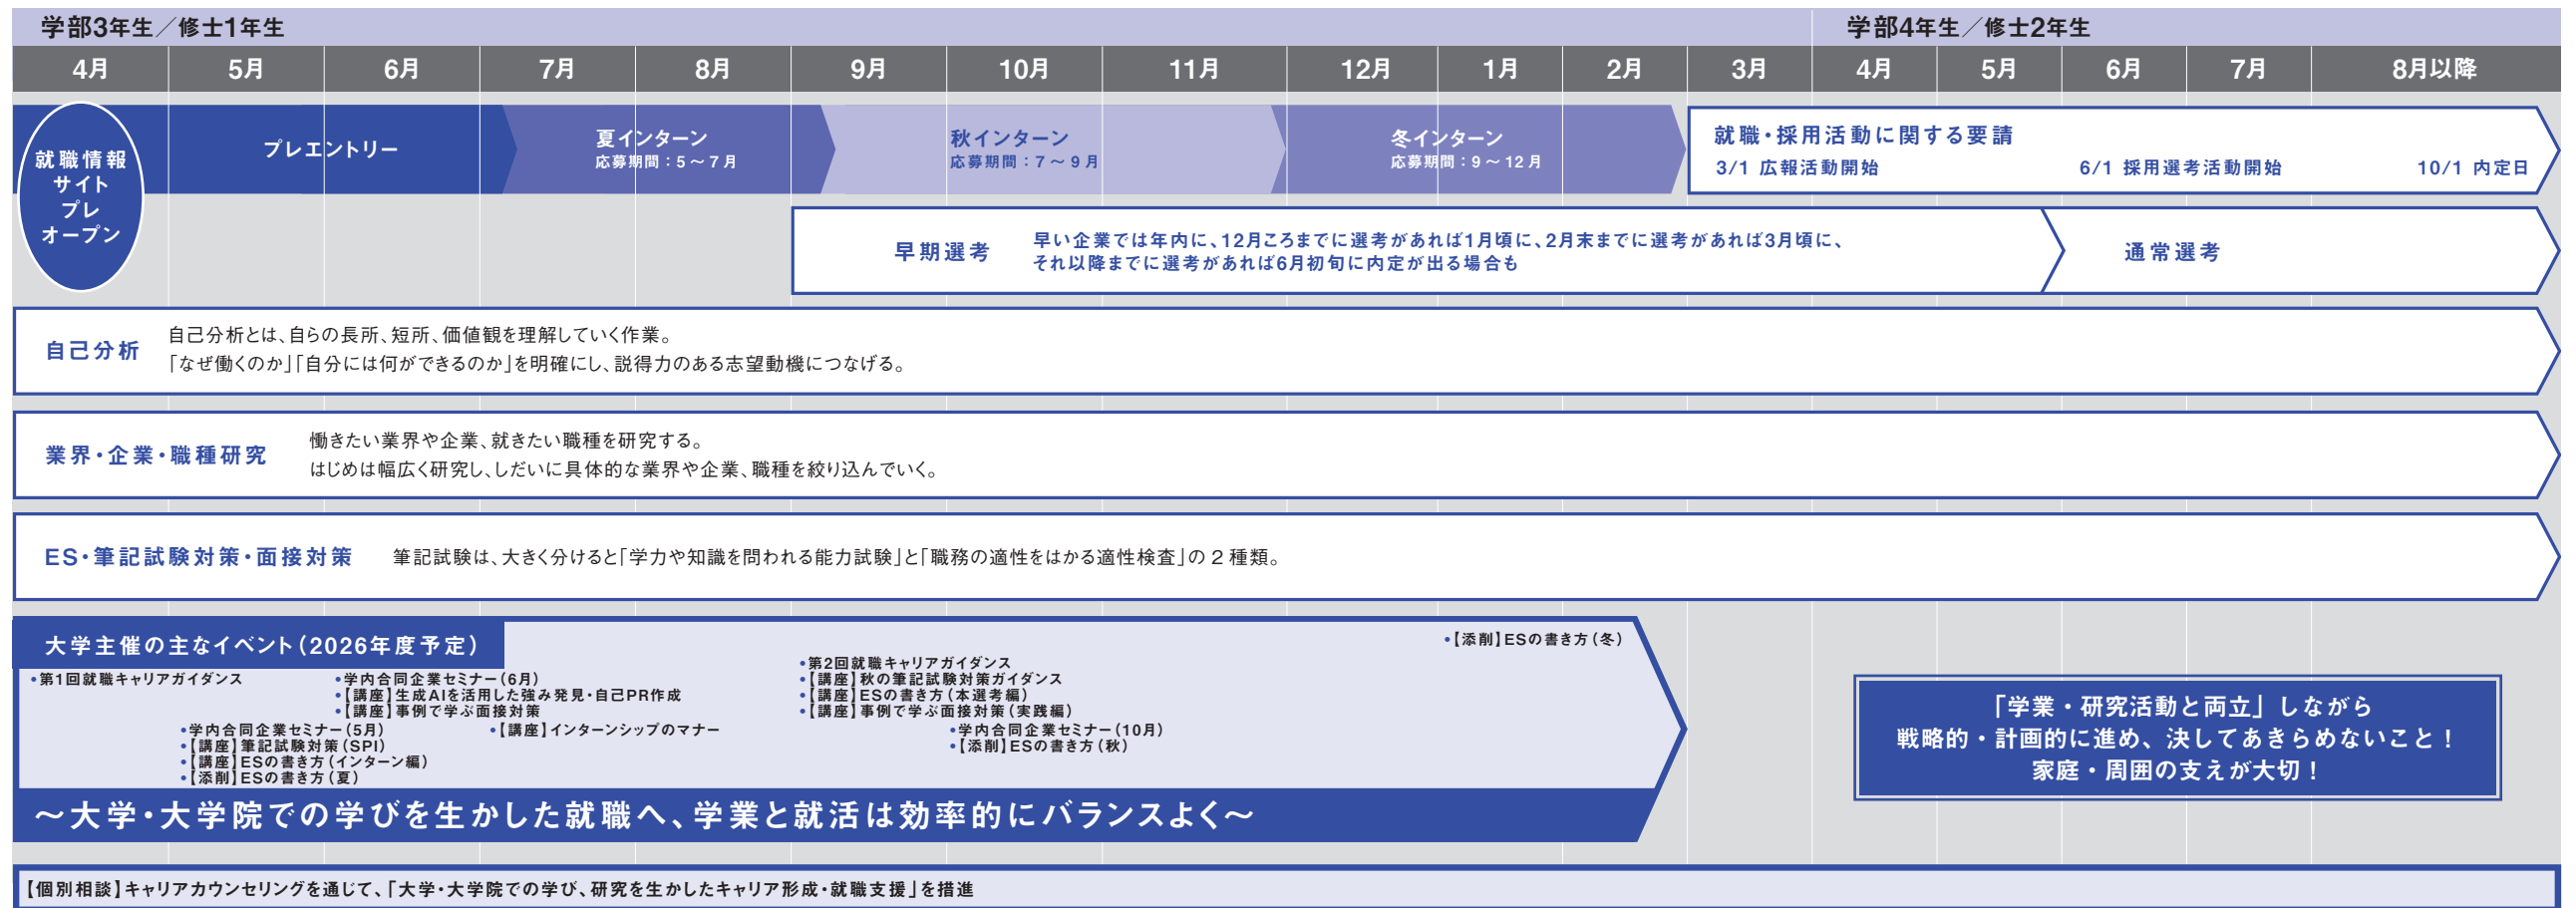 学部3年生／修士1年生
学部4年生／修士2年生
4月 5月 6月 7月 8月 9月 10月 11月 12月 1月 2月 3月 4月 5月 6月 7月 8月以降
就職情報
サイト
プレ
オープン
プレエントリー
夏インターン
応募期間：5～7月
秋インターン
応募期間：7～9月
冬インターン
応募期間：9～12月
就職・採用活動に関する要請
3/1 広報活動開始 6/1 採用選考活動開始 10/1 内定日
早期選考
早い企業では年内に、12月ころまでに選考があれば1月頃に、2月末までに選考があれば3月頃に、
それ以降までに選考があれば6月初旬に内定が出る場合も
通常選考
自己分析
自己分析とは、自らの長所、短所、価値観を理解していく作業。
「なぜ働くのか」「自分には何ができるのか」を明確にし、説得力のある志望動機につなげる。
業界・企業・職種研究
働きたい業界や企業、就きたい職種を研究する。
はじめは幅広く研究し、しだいに具体的な業界や企業、職種を絞り込んでいく。
ES・筆記試験対策・面接対策
筆記試験は、大きく分けると「学力や知識を問われる能力試験」と「職務の適性をはかる適性検査」の２種類。
大学主催の主なイベント（2026年度予定）
•第1回就職キャリアガイダンス
•学内合同企業セミナー（5月）
•【講座】筆記試験対策（SPI）
•【講座】ESの書き方（インターン編）
•【添削】ESの書き方（夏）
•学内合同企業セミナー（6月）
•【講座】生成AIを活用した強み発見・自己PR作成
•【講座】事例で学ぶ面接対策
•【講座】インターンシップのマナー
•第2回就職キャリアガイダンス
•【講座】秋の筆記試験対策ガイダンス
•【講座】ESの書き方（本選考編）
•【講座】事例で学ぶ面接対策（実践編）
•学内合同企業セミナー（10月）
•【添削】ESの書き方（秋）
•【添削】ESの書き方（冬）
～大学・大学院での学びを生かした就職へ、学業と就活は効率的にバランスよく～
「学業・研究活動と両立」しながら
戦略的・計画的に進め、決してあきらめないこと！
家庭・周囲の支えが大切！
【個別相談】キャリアカウンセリングを通じて、「大学・大学院での学び、研究を生かしたキャリア形成・就職支援」を措進